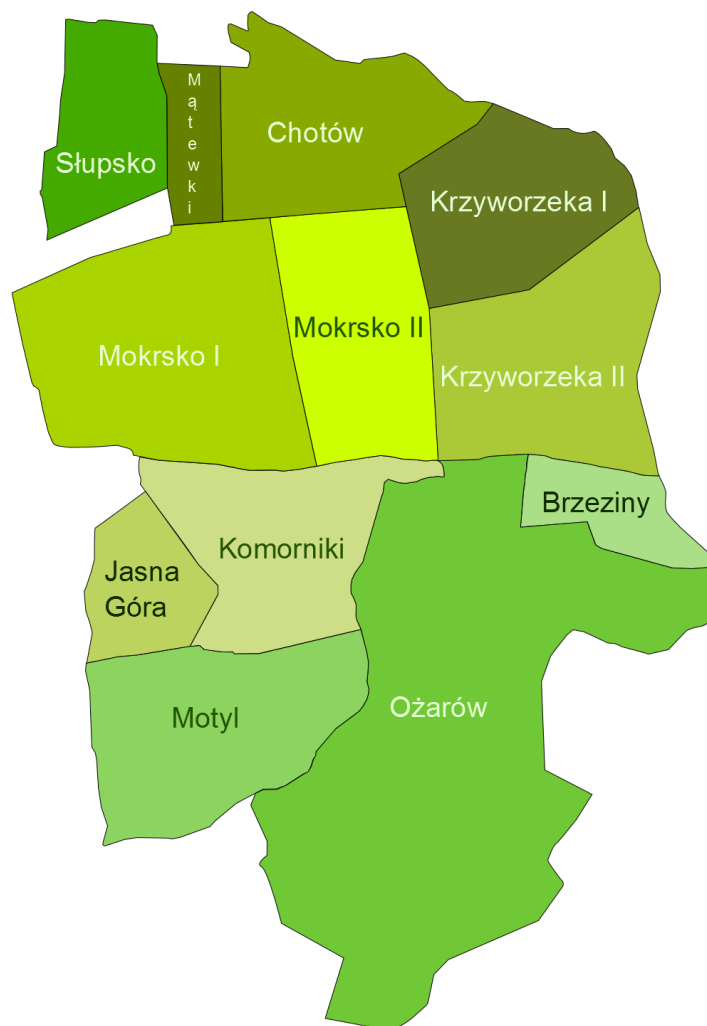 Mątewki
Chotów
Słupsko
Krzyworzeka I
Mokrsko II
Mokrsko I
Krzyworzeka II
Brzeziny
Komorniki
Jasna
Góra
Ożarów
Motyl